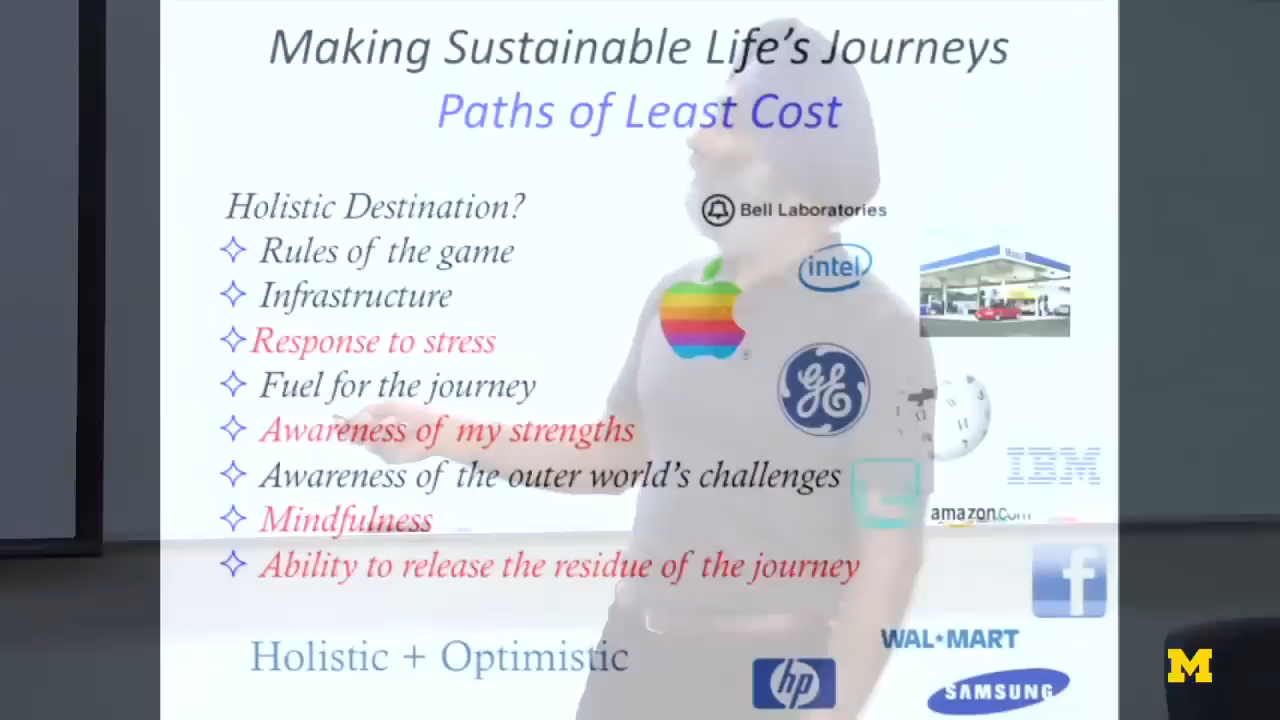 Making Sustainable Life's Journeys
Paths of Least Cost
Holistic Destination?
Rules of the game
Infrastructure
Response to stress
Fuel for the journey
Awareness of my strengths
Awareness of the outer world's challenges
Mindfulness
Ability to release the residue of the journey
Holistic + Optimistic
Bell Laboratories
intel
®
GE
W
IBM
amazon.com
f
WAL★MART
hp
SAMSUNG
M